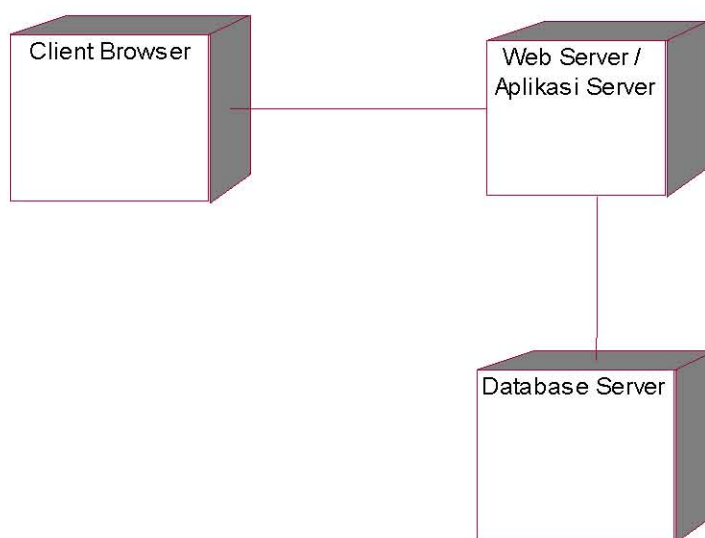 Client Browser
Web Server /
Aplikasi Server
Database Server